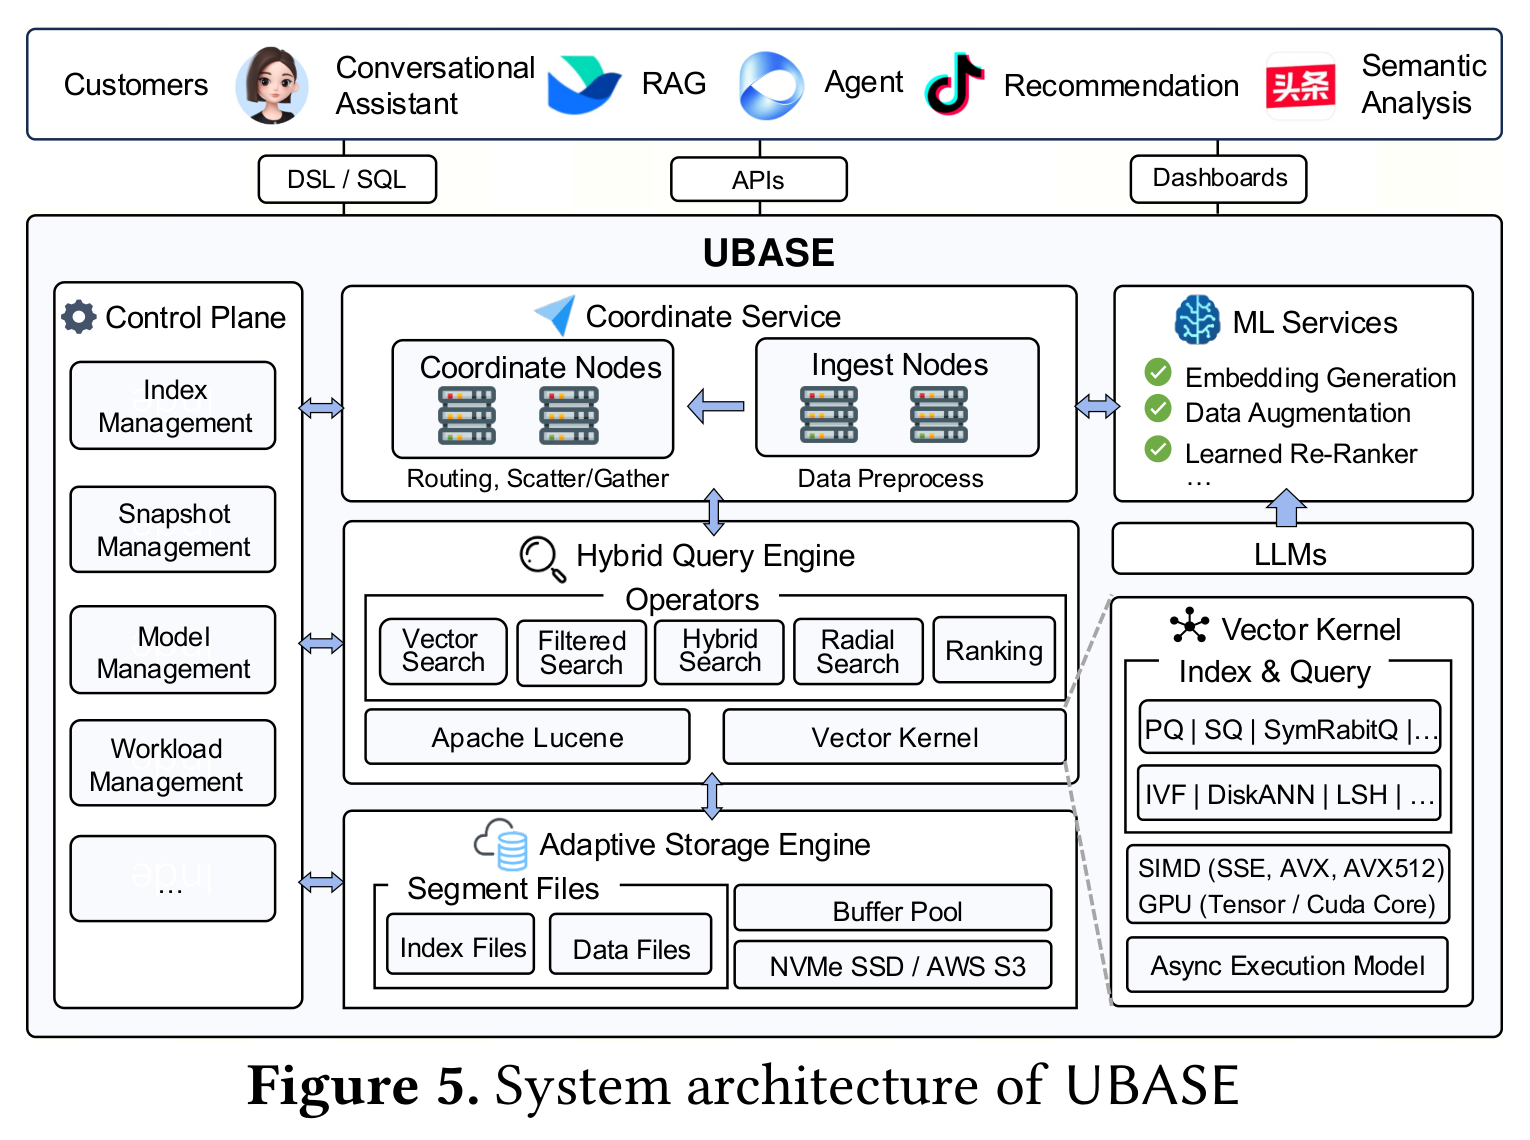 Customers
Conversational
Assistant
RAG
Agent
Recommendation
头条
Semantic
Analysis
DSL / SQL
APIs
Dashboards
UBASE
Control Plane
Index
Management
Snapshot
Management
Model
Management
Workload
Management
...
Coordinate Service
Coordinate Nodes
Routing, Scatter/Gather
Ingest Nodes
Data Preprocess
ML Services
Embedding Generation
Data Augmentation
Learned Re-Ranker
...
LLMs
Hybrid Query Engine
Operators
Vector
Search
Filtered
Search
Hybrid
Search
Radial
Search
Ranking
Apache Lucene
Vector Kernel
Adaptive Storage Engine
Segment Files
Index Files
Data Files
Buffer Pool
NVMe SSD / AWS S3
Vector Kernel
Index & Query
PQ | SQ | SymRabitQ |...
IVF | DiskANN | LSH | ...
SIMD (SSE, AVX, AVX512)
GPU (Tensor / Cuda Core)
Async Execution Model
Figure 5. System architecture of UBASE